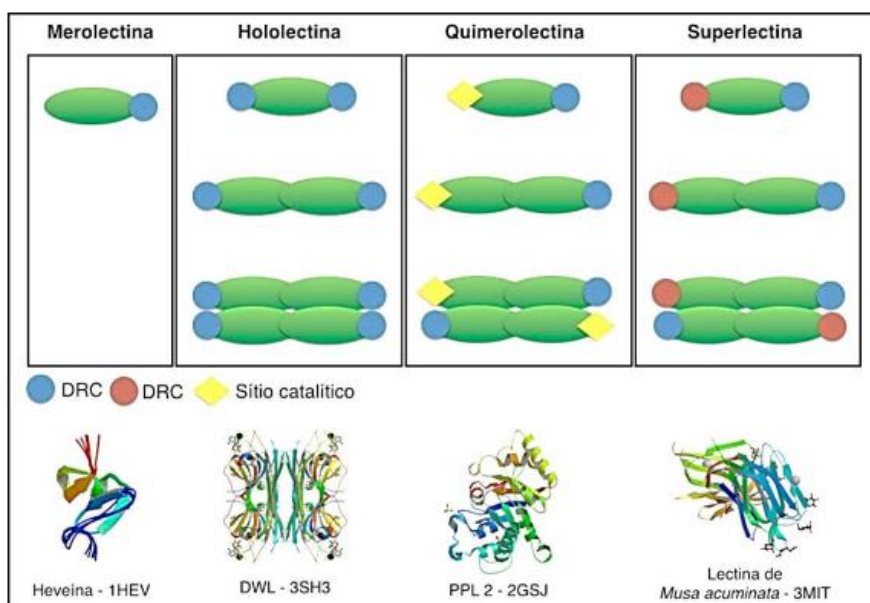 Merolectina
Hololectina
Quimerolectina
Superlectina
DRC
DRC
Sítio catalítico
Heveina - 1HEV
DWL - 3SH3
PPL 2 - 2GSJ
Lectina de
Musa acuminata - 3MIT